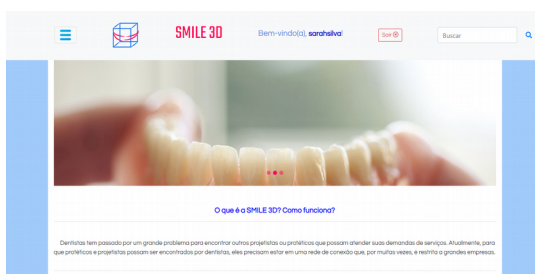 SMILE 3D
Bem-vindo(a), sarahsilva!
Sair
Buscar
O que é a SMILE 3D? Como funciona?
Dentistas tem passado por um grande problema para encontrar outros projetistas ou protéticos que possam atender suas demandas de serviços. Atualmente, para
que protéticos e projetistas possam ser encontrados por dentistas, eles precisam estar em uma rede de conexão que, por muitas vezes, é restrita a grandes empresas.